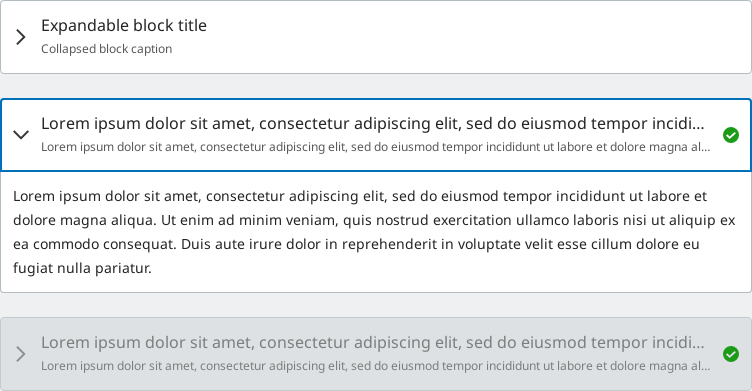 Expandable block title
Collapsed block caption
Lorem ipsum dolor sit amet, consectetur adipiscing elit, sed do eiusmod tempor incidi...
Lorem ipsum dolor sit amet, consectetur adipiscing elit, sed do eiusmod tempor incididunt ut labore et dolore magna al...
Lorem ipsum dolor sit amet, consectetur adipiscing elit, sed do eiusmod tempor incididunt ut labore et
dolore magna aliqua. Ut enim ad minim veniam, quis nostrud exercitation ullamco laboris nisi ut aliquip ex
ea commodo consequat. Duis aute irure dolor in reprehenderit in voluptate velit esse cillum dolore eu
fugiat nulla pariatur.
Lorem ipsum dolor sit amet, consectetur adipiscing elit, sed do eiusmod tempor incidi...
Lorem ipsum dolor sit amet, consectetur adipiscing elit, sed do eiusmod tempor incididunt ut labore et dolore magna al...